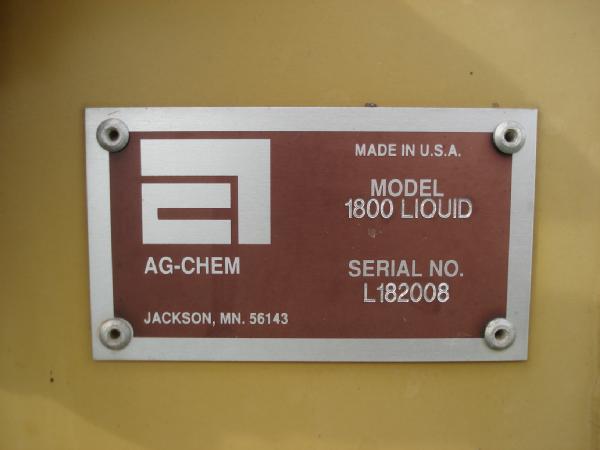 MADE IN U.S.A.
MODEL
1800 LIQUID
AG-CHEM
SERIAL NO.
L182008
JACKSON, MN. 56143